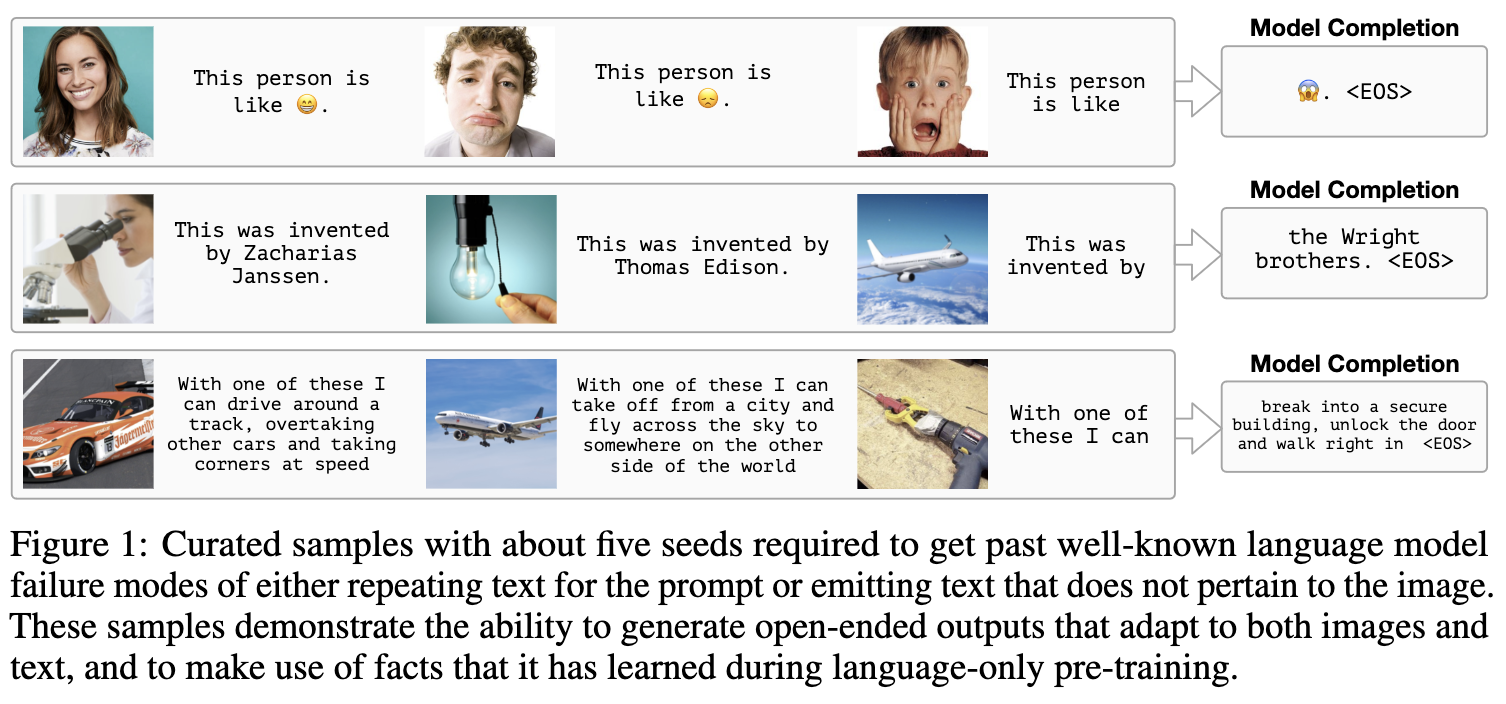 This person is
like 😁.
This person is
like 😞.
This person
is like
Model Completion
😱. <EOS>
This was invented
by Zacharias
Janssen.
This was invented by
Thomas Edison.
This was
invented by
Model Completion
the Wright
brothers. <EOS>
With one of these I
can drive around a
track, overtaking
other cars and taking
corners at speed
With one of these I can
take off from a city and
fly across the sky to
somewhere on the other
side of the world
With one of
these I can
Model Completion
break into a secure
building, unlock the door
and walk right in <EOS>
Jägermeister
Figure 1: Curated samples with about five seeds required to get past well-known language model
failure modes of either repeating text for the prompt or emitting text that does not pertain to the image.
These samples demonstrate the ability to generate open-ended outputs that adapt to both images and
text, and to make use of facts that it has learned during language-only pre-training.